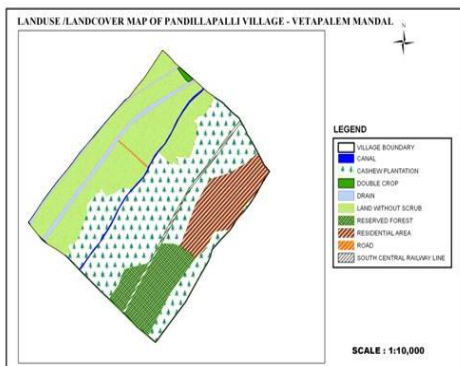 LANDUSE /LANDCOVER MAP OF PANDILLAPALLI VILLAGE - VETAPALEM MANDAL
N
LEGEND
VILLAGE BOUNDARY
CANAL
CASHEW PLANTATION
DOUBLE CROP
DRAIN
LAND WITHOUT SCRUB
RESERVED FOREST
RESIDENTIAL AREA
ROAD
SOUTH CENTRAL RAILWAY LINE
SCALE : 1:10,000